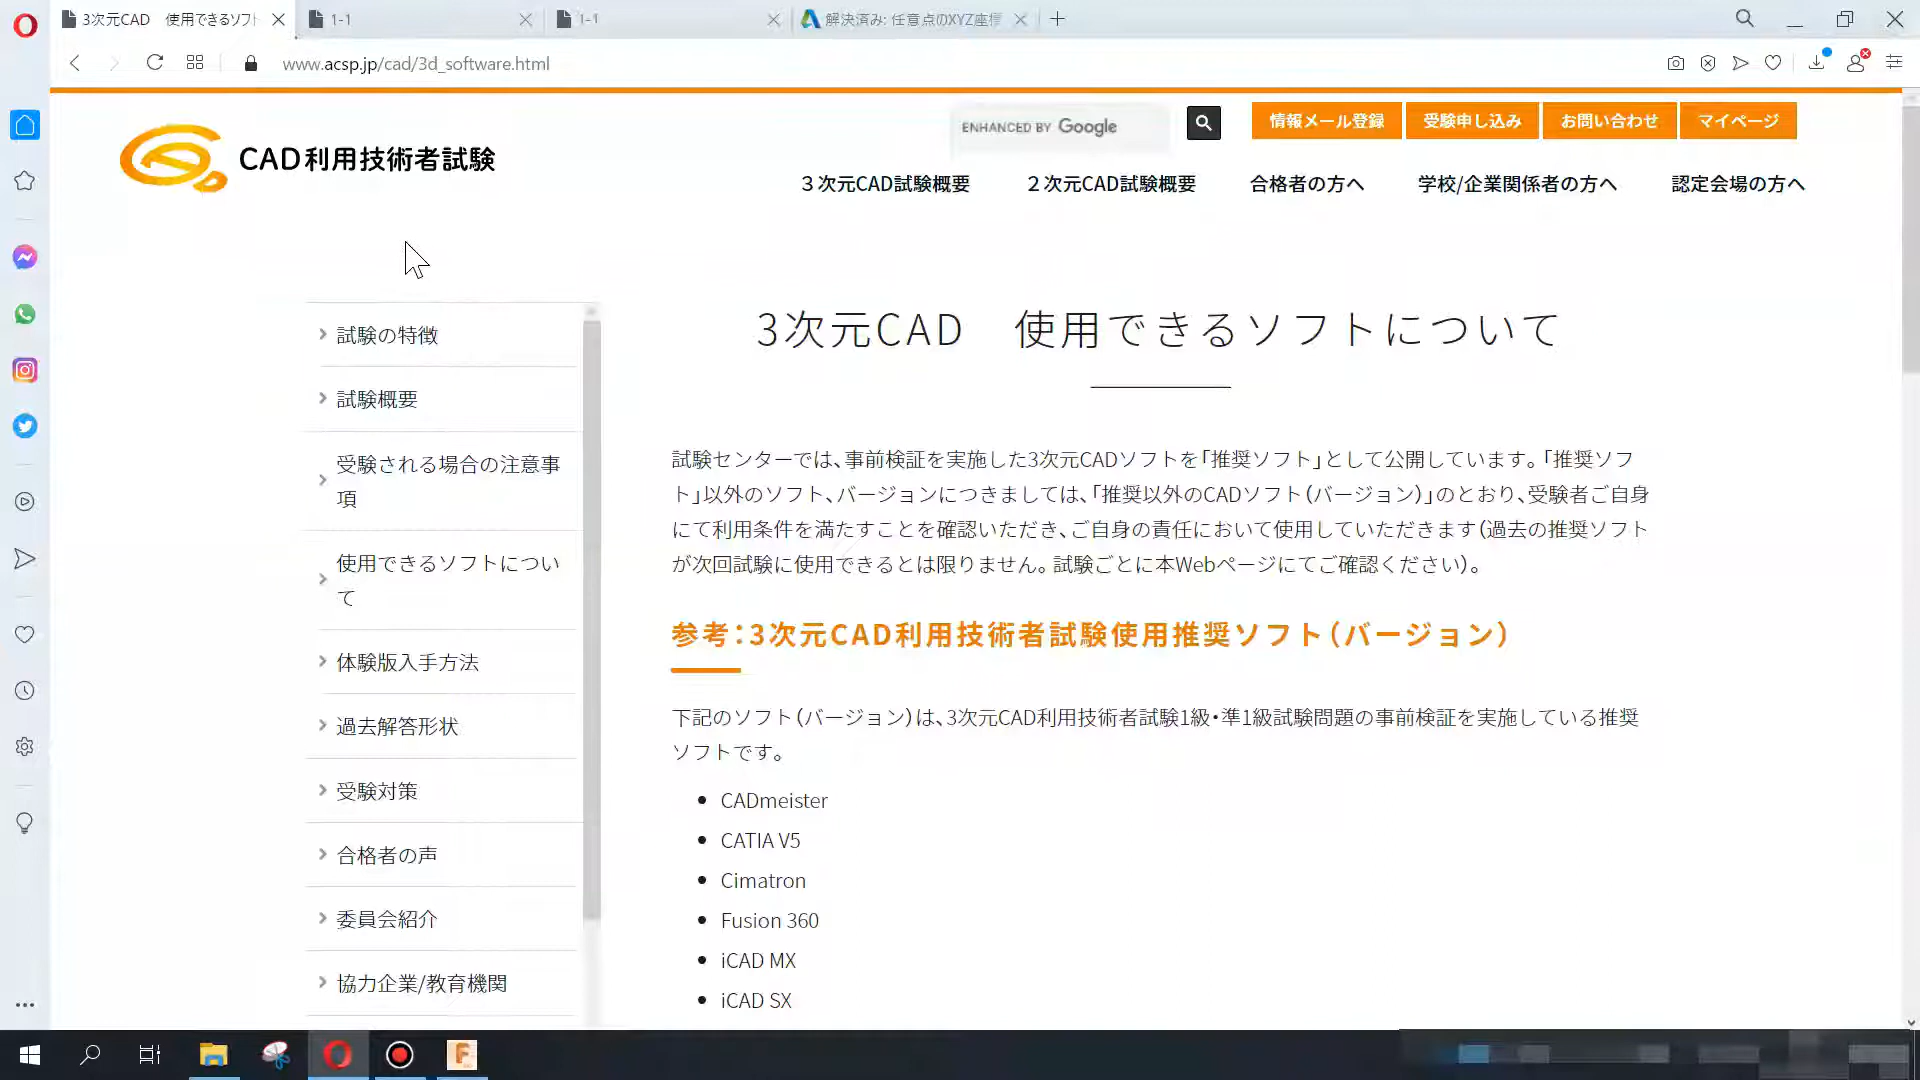 3次元CAD　使用できるソフト
1-1
1-1
解決済み: 任意点のXYZ座標
www.acsp.jp/cad/3d_software.html
CAD利用技術者試験
ENHANCED BY Google
情報メール登録
受験申し込み
お問い合わせ
マイページ
３次元CAD試験概要
２次元CAD試験概要
合格者の方へ
学校/企業関係者の方へ
認定会場の方へ
試験の特徴
試験概要
受験される場合の注意事
項
使用できるソフトについ
て
体験版入手方法
過去解答形状
受験対策
合格者の声
委員会紹介
協力企業/教育機関
3次元CAD　使用できるソフトについて
試験センターでは、事前検証を実施した3次元CADソフトを「推奨ソフト」として公開しています。「推奨ソフ
ト」以外のソフト、バージョンにつきましては、「推奨以外のCADソフト（バージョン）」のとおり、受験者ご自身
にて利用条件を満たすことを確認いただき、ご自身の責任において使用していただきます（過去の推奨ソフト
が次回試験に使用できるとは限りません。試験ごとに本Webページにてご確認ください）。
参考：3次元CAD利用技術者試験使用推奨ソフト（バージョン）
下記のソフト（バージョン）は、3次元CAD利用技術者試験1級・準1級試験問題の事前検証を実施している推奨
ソフトです。
CADmeister
CATIA V5
Cimatron
Fusion 360
iCAD MX
iCAD SX